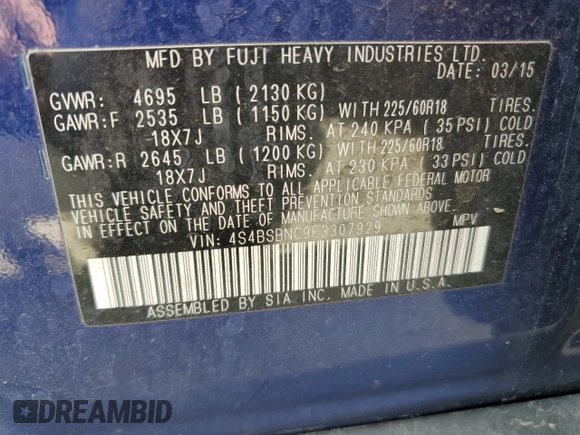 MFD BY FUJI HEAVY INDUSTRIES LTD.
DATE: 03/15
GVWR: 4695 LB ( 2130 KG)
GAWR:F 2535 LB ( 1150 KG) WITH 225/60R18 TIRES.
-18X7J RIMS. AT 240 KPA ( 35 PSI) COLD
GAWR:R 2645 LB ( 1200 KG) WITH 225/60R18 TIRES.
18X7J RIMS. AT 230 KPA ( 33 PSI) COLD
THIS VEHICLE CONFORMS TO ALL APPLICABLE FEDERAL MOTOR
VEHICLE SAFETY AND THEFT PREVENTION STANDARDS IN EFFECT
ON THE DATE OF MANUFACTURE SHOWN ABOVE.
VIN: 4S4BSBNC9F3307929 MPV
ASSEMBLED BY SIA INC. MADE IN U.S.A.
DREAMBID